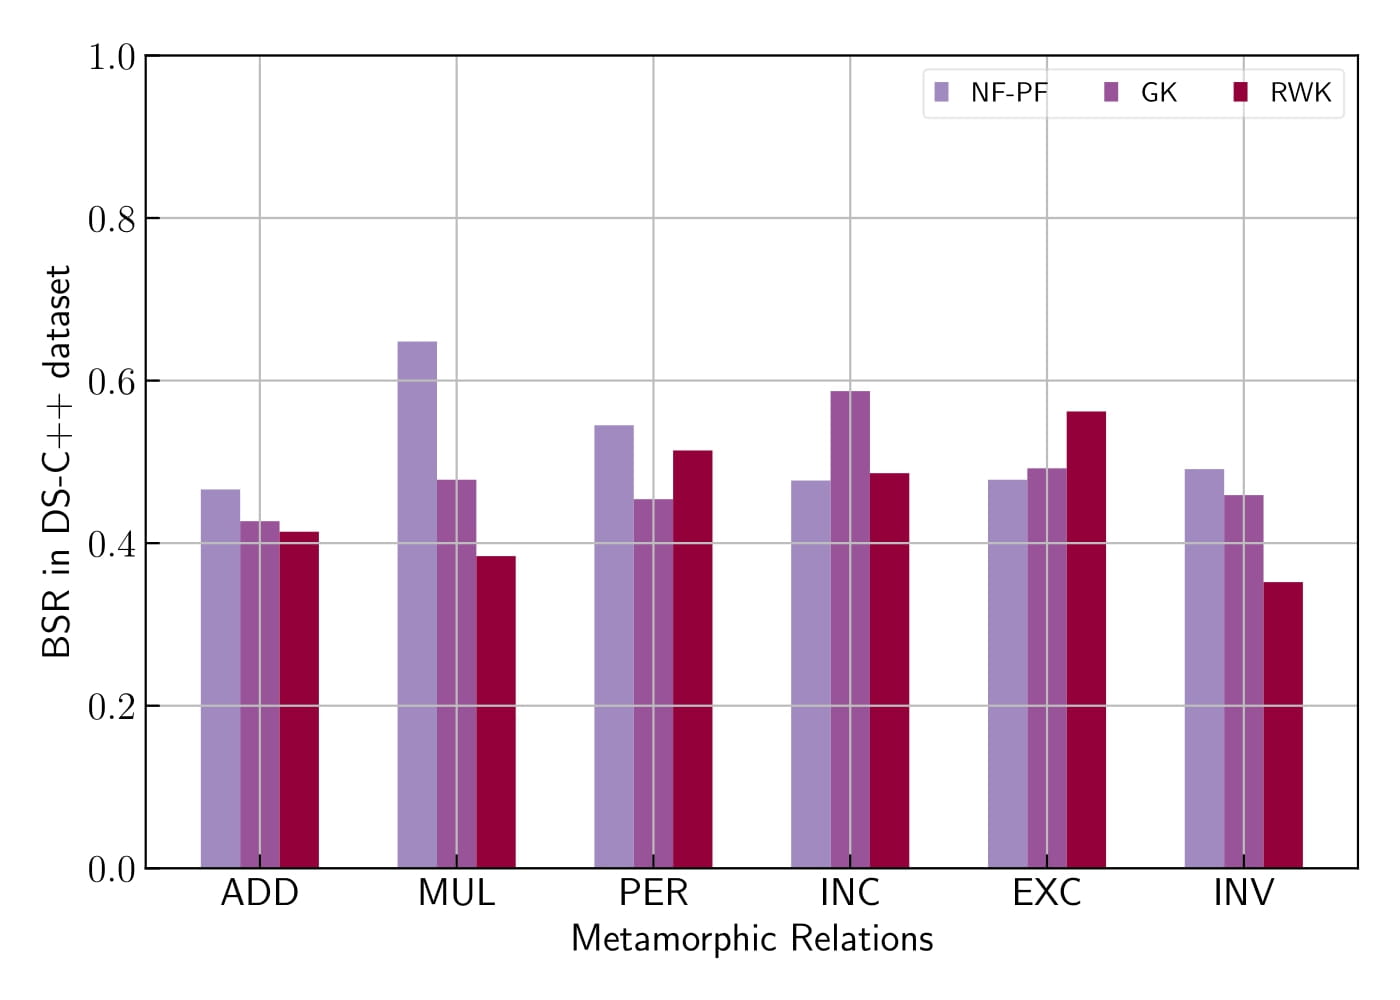 1.0
NF-PF GK RWK
0.8
0.6
0.4
0.2
0.0
BSR in DS-C++ dataset
ADD MUL PER INC EXC INV
Metamorphic Relations